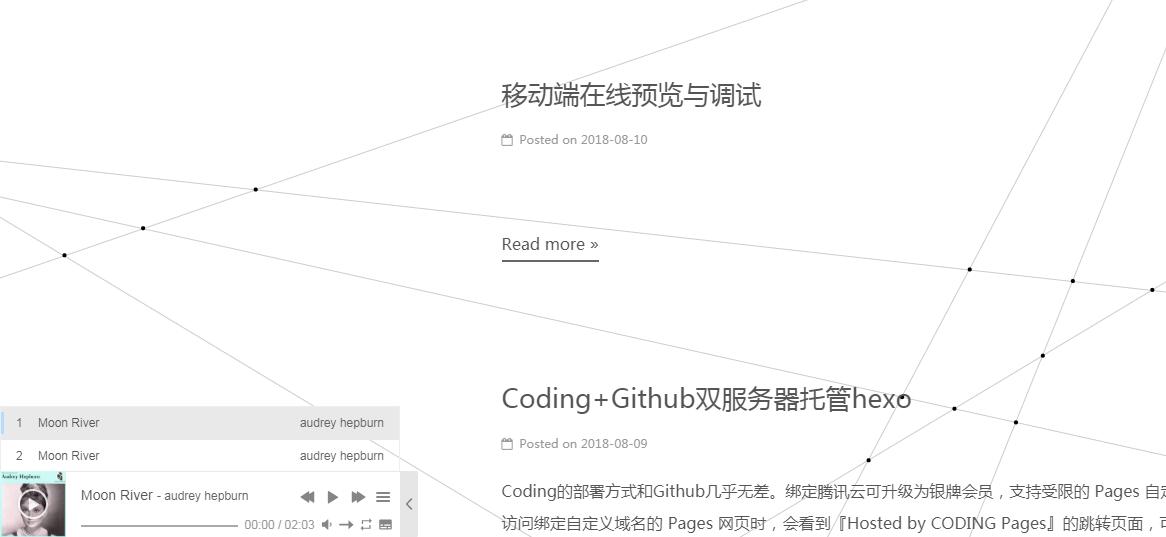 移动端在线预览与调试
Posted on 2018-08-10
Read more »
Coding+Github双服务器托管hexo
Posted on 2018-08-09
Coding的部署方式和Github几乎无差。绑定腾讯云可升级为银牌会员，支持受限的 Pages 自定
访问绑定自定义域名的 Pages 网页时，会看到『Hosted by CODING Pages』的跳转页面，可
1 Moon River audrey hepburn
2 Moon River audrey hepburn
Audrey Hepburn
Moon River - audrey hepburn
00:00 / 02:03